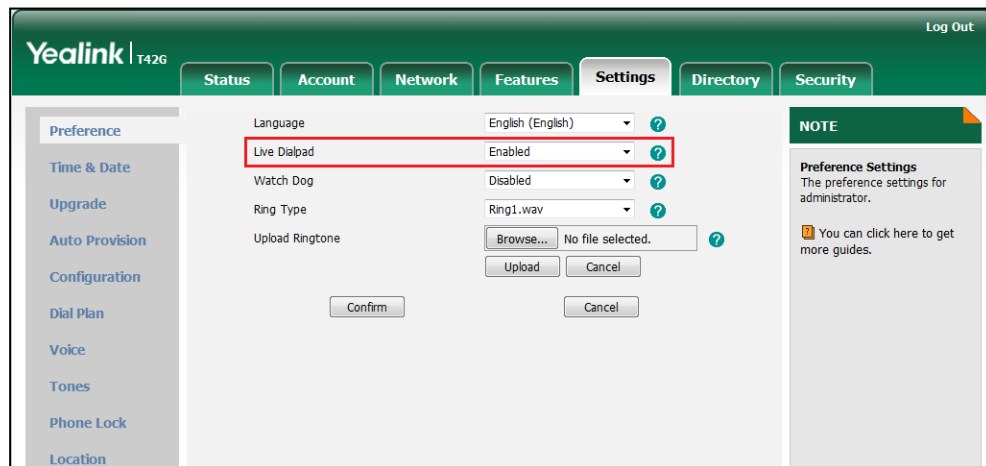 Log Out
Yealink | T42G
Status Account Network Features Settings Directory Security
Preference
Time & Date
Upgrade
Auto Provision
Configuration
Dial Plan
Voice
Tones
Phone Lock
Location
Language English (English) ?
Live Dialpad Enabled ?
Watch Dog Disabled ?
Ring Type Ring1.wav ?
Upload Ringtone Browse... No file selected. ?
Upload Cancel
Confirm Cancel
NOTE
Preference Settings
The preference settings for
administrator.
? You can click here to get
more guides.